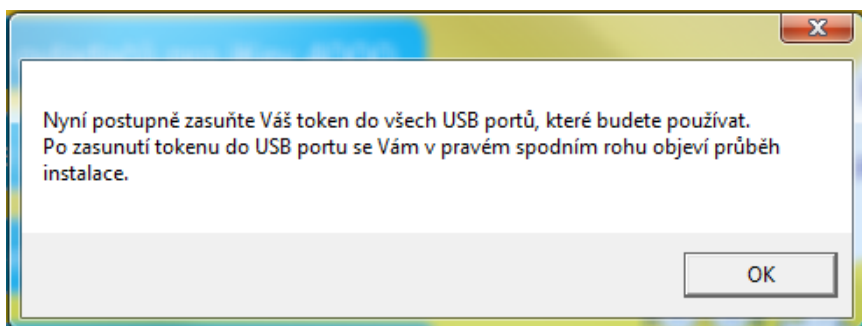 Nyní postupně zasuňte Váš token do všech USB portů, které budete používat.
Po zasunutí tokenu do USB portu se Vám v pravém spodním rohu objeví průběh
instalace.
OK